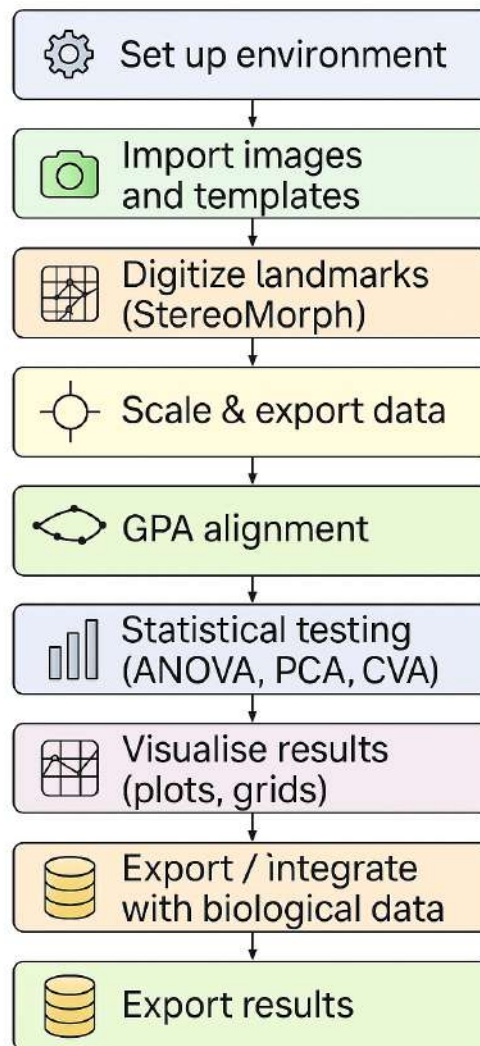 Set up environment
Import images
and templates
Digitize landmarks
(StereoMorph)
Scale & export data
GPA alignment
Statistical testing
(ANOVA, PCA, CVA)
Visualise results
(plots, grids)
Export / integrate
with biological data
Export results